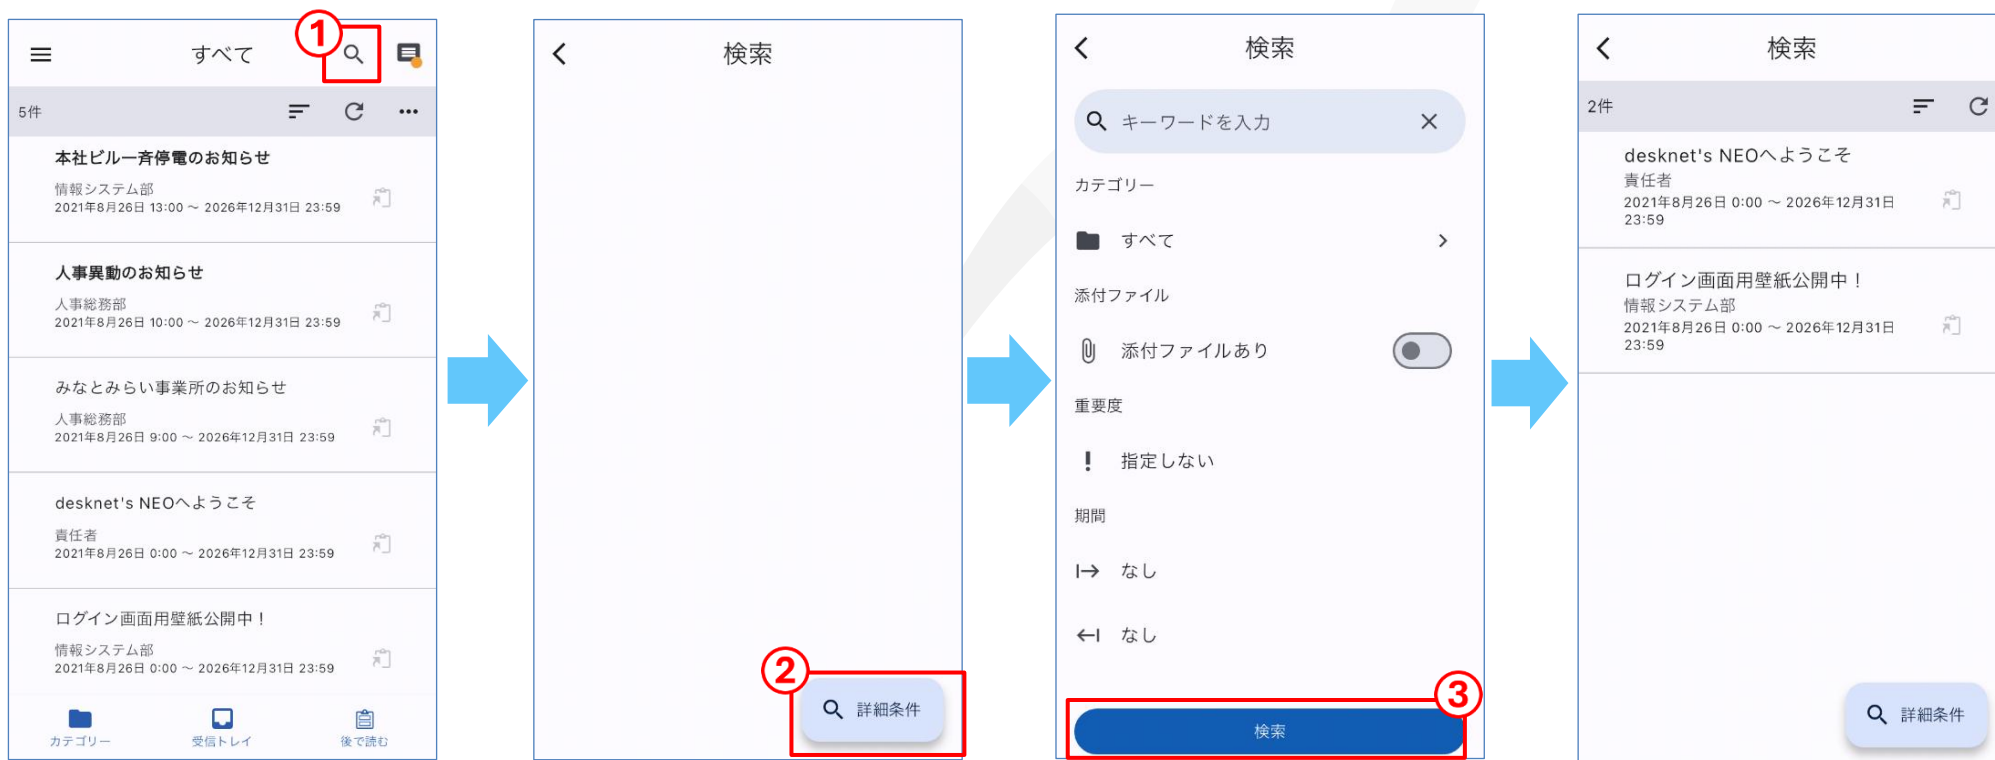 ①
すべて
5件
本社ビル一斉停電のお知らせ
情報システム部
2021年8月26日 13:00 ~ 2026年12月31日 23:59
人事異動のお知らせ
人事総務部
2021年8月26日 10:00 ~ 2026年12月31日 23:59
みなとみらい事業所のお知らせ
人事総務部
2021年8月26日 9:00 ~ 2026年12月31日 23:59
desknet's NEOへようこそ
責任者
2021年8月26日 0:00 ~ 2026年12月31日 23:59
ログイン画面用壁紙公開中！
情報システム部
2021年8月26日 0:00 ~ 2026年12月31日 23:59
カテゴリー
受信トレイ
後で読む
検索
②
詳細条件
検索
キーワードを入力
カテゴリー
すべて
添付ファイル
添付ファイルあり
重要度
指定しない
期間
なし
なし
③
検索
検索
2件
desknet's NEOへようこそ
責任者
2021年8月26日 0:00 ~ 2026年12月31日
23:59
ログイン画面用壁紙公開中！
情報システム部
2021年8月26日 0:00 ~ 2026年12月31日
23:59
詳細条件